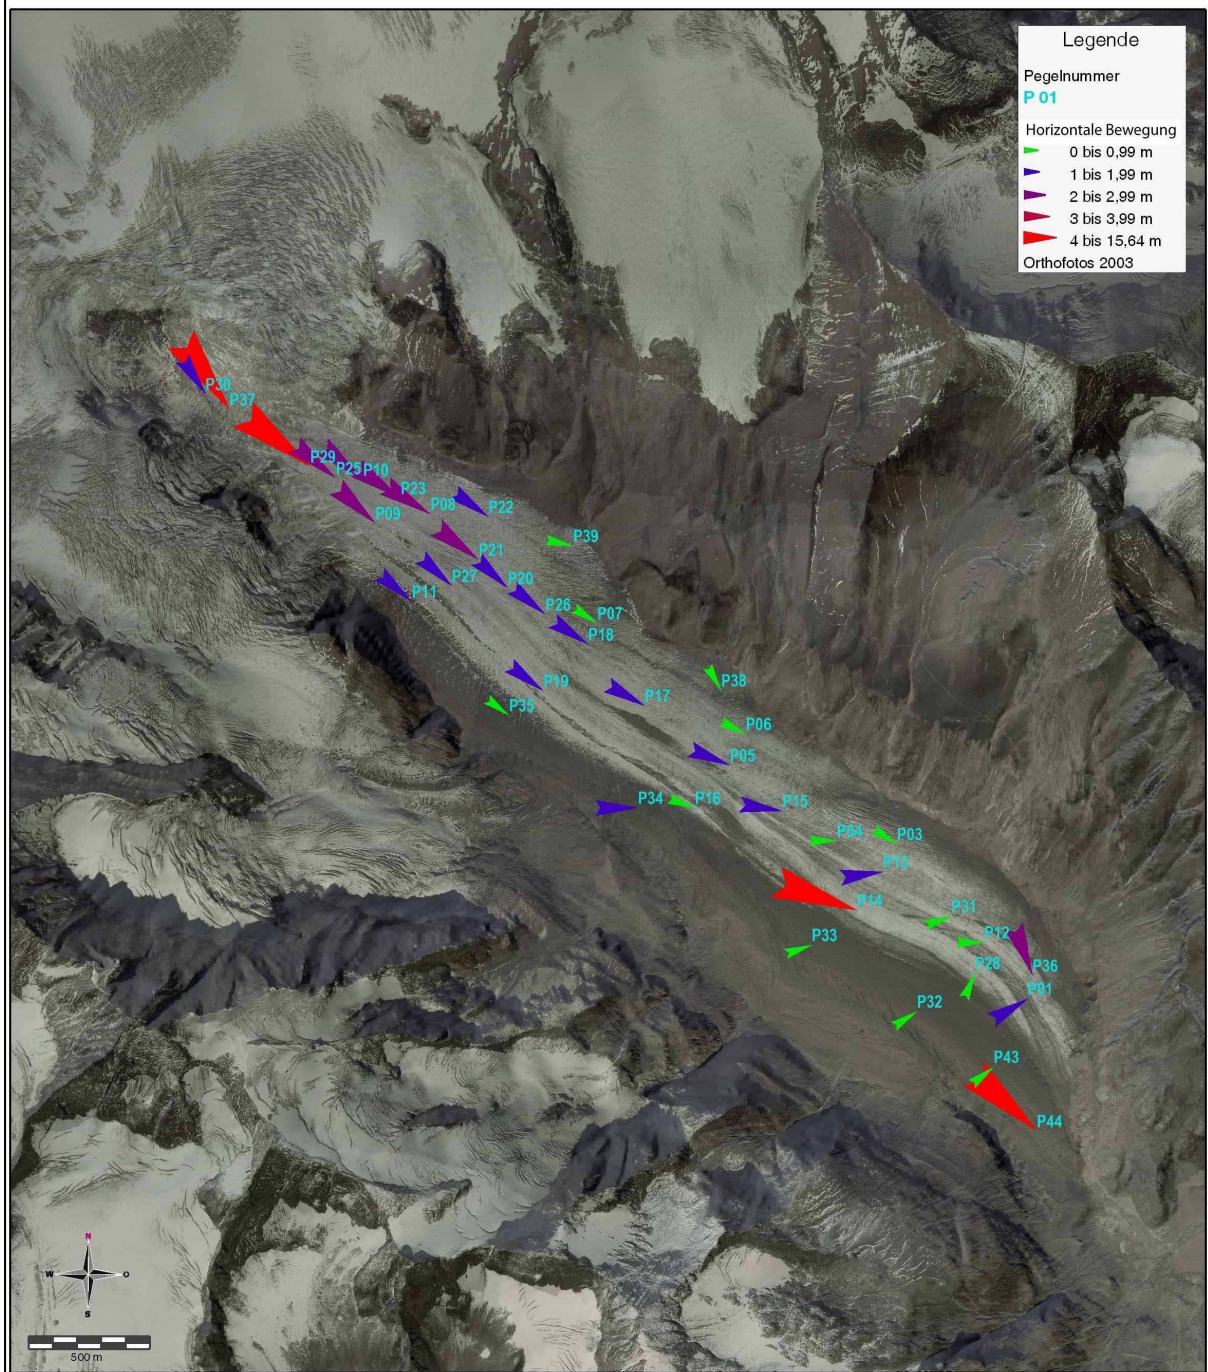 Legende
Pegelnummer
P 01
Horizontale Bewegung
0 bis 0,99 m
1 bis 1,99 m
2 bis 2,99 m
3 bis 3,99 m
4 bis 15,64 m
Orthofotos 2003
P37
P29
P25
P10
P23
P08
P22
P09
P39
P21
P27
P20
P11
P26
P07
P18
P38
P19
P17
P35
P06
P05
P34
P16
P15
P04
P03
P13
P14
P31
P33
P12
P28
P36
P01
P32
P43
P44
N
W
O
S
500 m